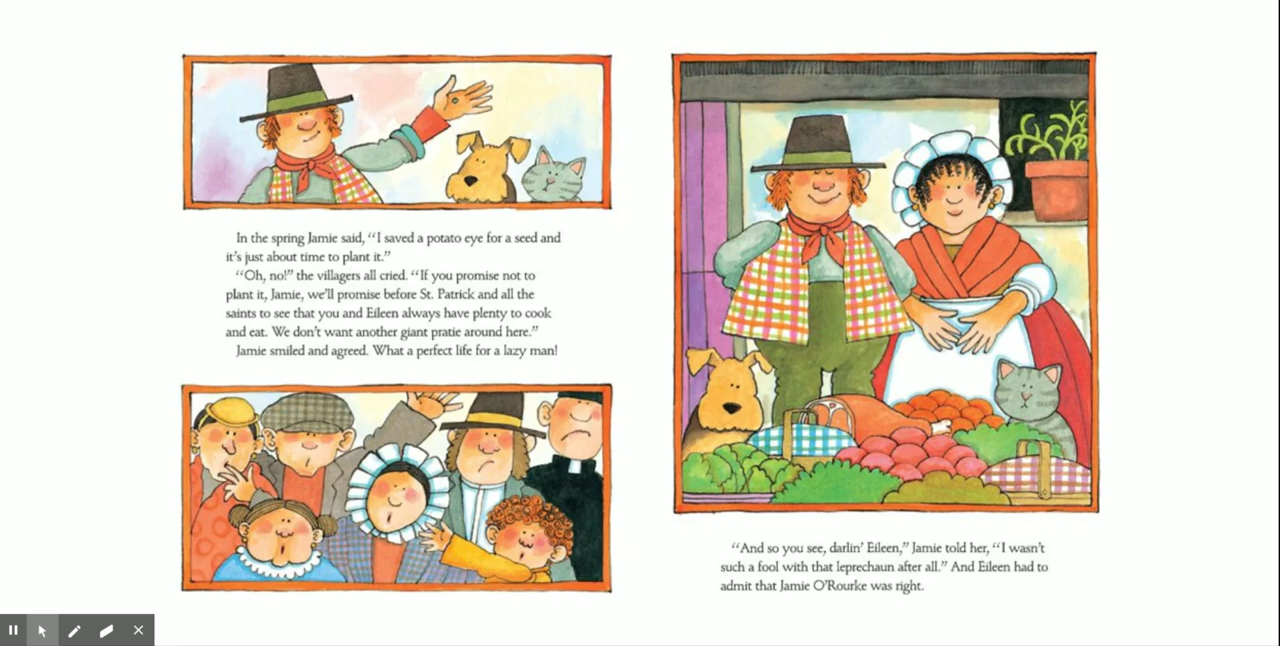 In the spring Jamie said, “I saved a potato eye for a seed and
it’s just about time to plant it.”
“Oh, no!” the villagers all cried. “If you promise not to
plant it, Jamie, we’ll promise before St. Patrick and all the
saints to see that you and Eileen always have plenty to cook
and eat. We don’t want another giant pratie around here.”
Jamie smiled and agreed. What a perfect life for a lazy man!
“And so you see, darlin’ Eileen,” Jamie told her, “I wasn’t
such a fool with that leprechaun after all.” And Eileen had to
admit that Jamie O’Rourke was right.